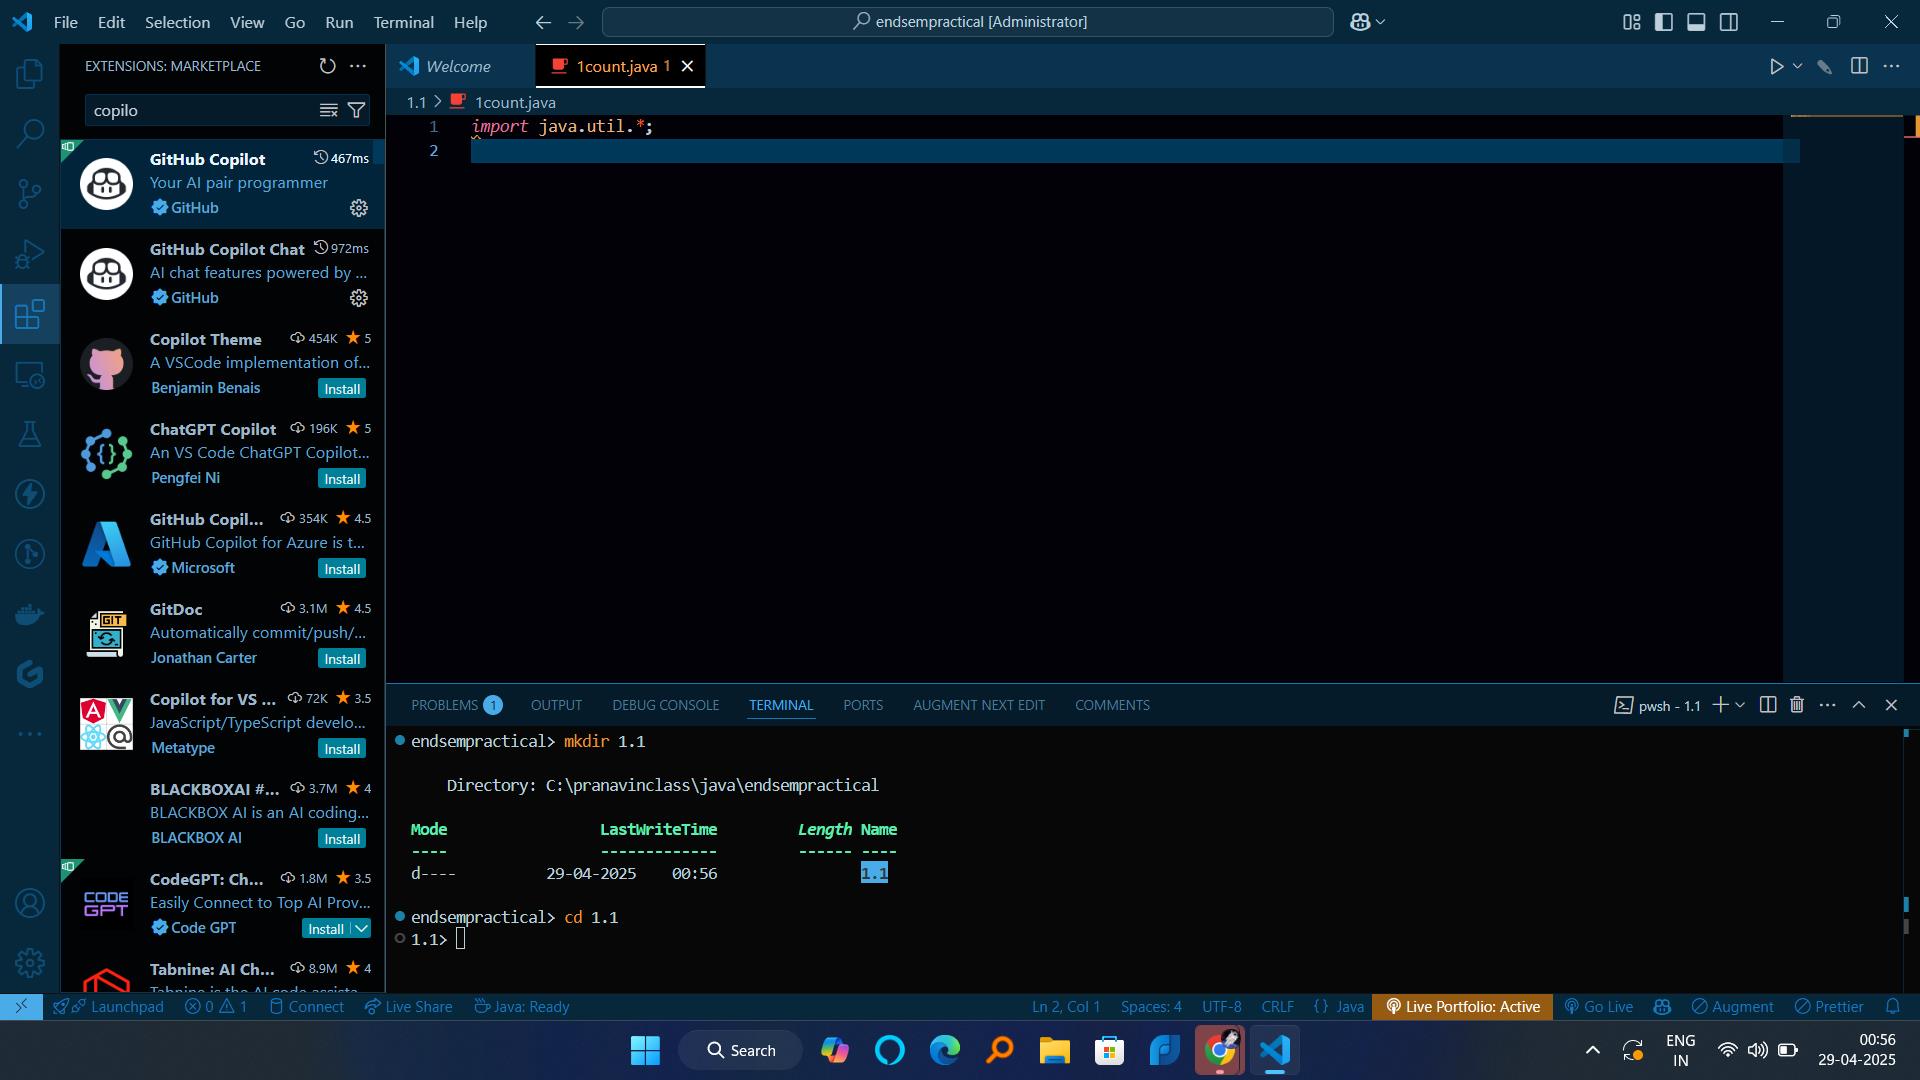 File Edit Selection View Go Run Terminal Help
endsempractical [Administrator]
EXTENSIONS: MARKETPLACE
copilo
GitHub Copilot 467ms
Your AI pair programmer
GitHub
GitHub Copilot Chat 972ms
AI chat features powered by ...
GitHub
Copilot Theme 454K 5
A VSCode implementation of...
Benjamin Benais Install
ChatGPT Copilot 196K 5
An VS Code ChatGPT Copilot...
Pengfei Ni Install
GitHub Copil... 354K 4.5
GitHub Copilot for Azure is t...
Microsoft Install
GIT
GitDoc 3.1M 4.5
Automatically commit/push/...
Jonathan Carter Install
Copilot for VS ... 72K 3.5
JavaScript/TypeScript develo...
Metatype Install
BLACKBOXAI #... 3.7M 4
BLACKBOX AI is an AI coding...
BLACKBOX AI Install
CODE
GPT
CodeGPT: Ch... 1.8M 3.5
Easily Connect to Top AI Prov...
Code GPT Install
Tabnine: AI Ch... 8.9M 4
Tabnine is the AI code assista...
Welcome 1count.java 1
1.1 > 1count.java
1 import java.util.*;
2
PROBLEMS 1 OUTPUT DEBUG CONSOLE TERMINAL PORTS AUGMENT NEXT EDIT COMMENTS pwsh - 1.1
endsempractical> mkdir 1.1
Directory: C:\pranavinclass\java\endsempractical
Mode LastWriteTime Length Name
---- ------------- ------ ----
d---- 29-04-2025 00:56 1.1
endsempractical> cd 1.1
1.1>
Launchpad 0 1 Connect Live Share Java: Ready Ln 2, Col 1 Spaces: 4 UTF-8 CRLF {} Java Live Portfolio: Active Go Live Augment Prettier
Search
ENG
IN
00:56
29-04-2025